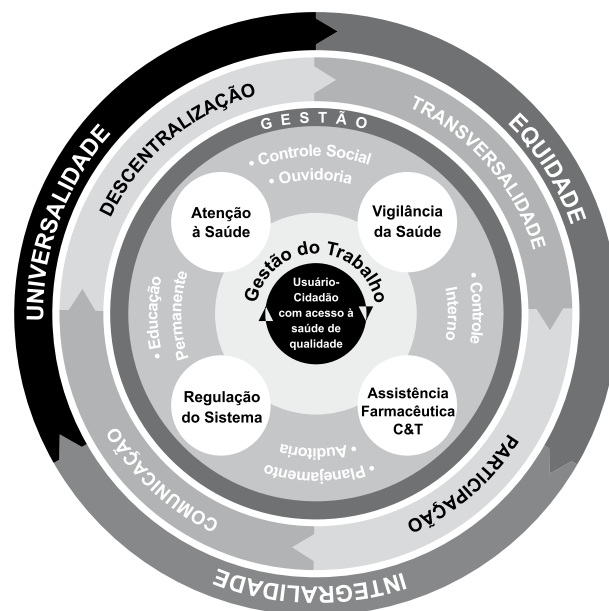 UNIVERSALIDADE
EQUIDADE
INTEGRALIDADE
DESCENTRALIZAÇÃO
TRANSVERSALIDADE
PARTICIPAÇÃO
COMUNICAÇÃO
GESTÃO
• Controle Social
• Ouvidoria
Atenção
à Saúde
Vigilância
da Saúde
Gestão do Trabalho
Usuário-
Cidadão
com acesso à
saúde de
qualidade
• Educação
Permanente
• Controle
Interno
Regulação
do Sistema
Assistência
Farmacêutica
C&T
• Planejamento
• Auditoria